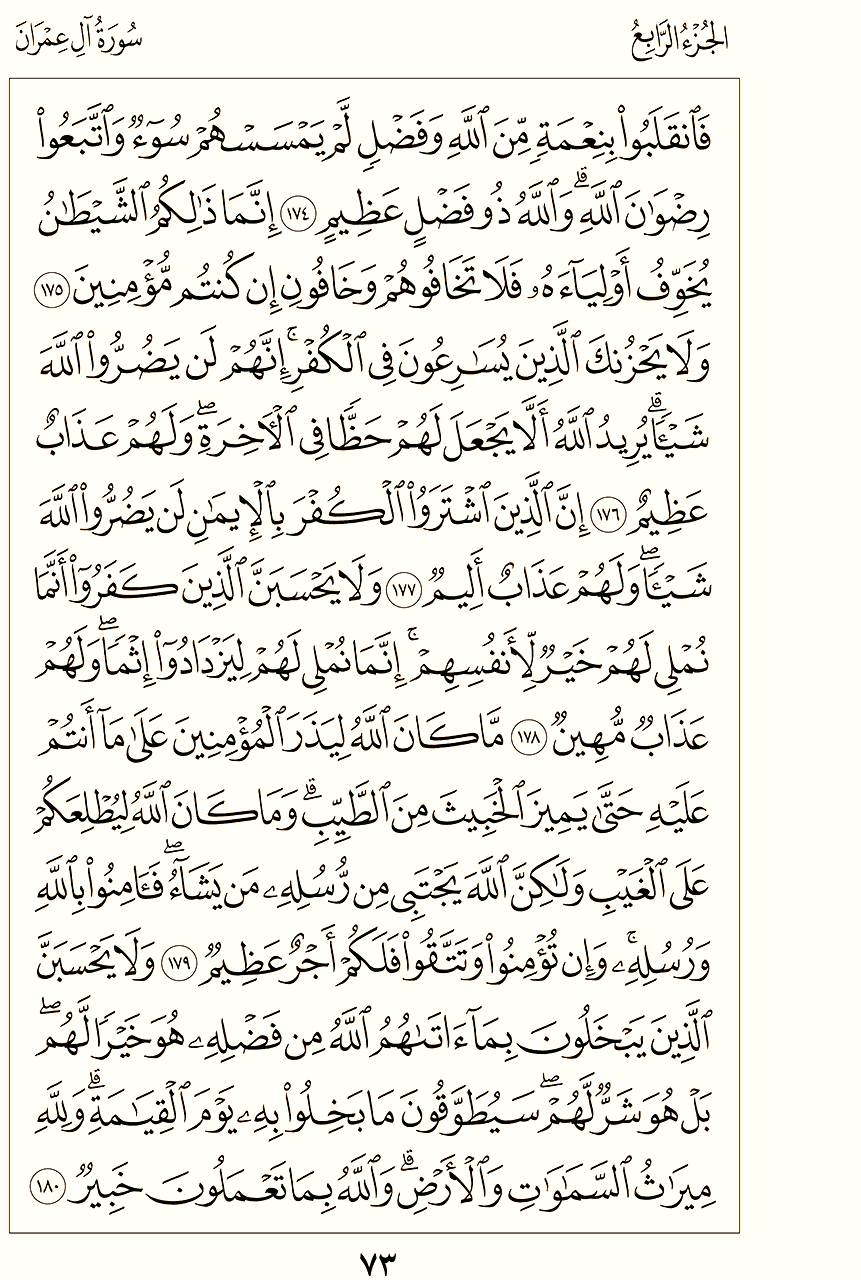 الجُزْءُ الرَّابِعُ
سُورَةُ آلِ عِمْرَانَ
فَٱنقَلَبُوا۟ بِنِعْمَةٍ مِّنَ ٱللَّهِ وَفَضْلٍ لَّمْ يَمْسَسْهُمْ سُوٓءٌ وَٱتَّبَعُوا۟
رِضْوَٰنَ ٱللَّهِ ۗ وَٱللَّهُ ذُو فَضْلٍ عَظِيمٍ ١٧٤ إِنَّمَا ذَٰلِكُمُ ٱلشَّيْطَٰنُ
يُخَوِّفُ أَوْلِيَآءَهُۥ فَلَا تَخَافُوهُمْ وَخَافُونِ إِن كُنتُم مُّؤْمِنِينَ ١٧٥
وَلَا يَحْزُنكَ ٱلَّذِينَ يُسَٰرِعُونَ فِى ٱلْكُفْرِ ۚ إِنَّهُمْ لَن يَضُرُّوا۟ ٱللَّهَ
شَيْـًٔا ۗ يُرِيدُ ٱللَّهُ أَلَّا يَجْعَلَ لَهُمْ حَظًّا فِى ٱلْـَٔاخِرَةِ ۖ وَلَهُمْ عَذَابٌ
عَظِيمٌ ١٧٦ إِنَّ ٱلَّذِينَ ٱشْتَرَوُا۟ ٱلْكُفْرَ بِٱلْإِيمَٰنِ لَن يَضُرُّوا۟ ٱللَّهَ
شَيْـًٔا ۖ وَلَهُمْ عَذَابٌ أَلِيمٌ ١٧٧ وَلَا يَحْسَبَنَّ ٱلَّذِينَ كَفَرُوٓا۟ أَنَّمَا
نُمْلِى لَهُمْ خَيْرٌ لِّأَنفُسِهِمْ ۚ إِنَّمَا نُمْلِى لَهُمْ لِيَزْدَادُوٓا۟ إِثْمًا ۖ وَلَهُمْ
عَذَابٌ مُّهِينٌ ١٧٨ مَّا كَانَ ٱللَّهُ لِيَذَرَ ٱلْمُؤْمِنِينَ عَلَىٰ مَآ أَنتُمْ
عَلَيْهِ حَتَّىٰ يَمِيزَ ٱلْخَبِيثَ مِنَ ٱلطَّيِّبِ ۗ وَمَا كَانَ ٱللَّهُ لِيُطْلِعَكُمْ
عَلَى ٱلْغَيْبِ وَلَٰكِنَّ ٱللَّهَ يَجْتَبِى مِن رُّسُلِهِۦ مَن يَشَآءُ ۖ فَـَٔامِنُوا۟ بِٱللَّهِ
وَرُسُلِهِۦ ۚ وَإِن تُؤْمِنُوا۟ وَتَتَّقُوا۟ فَلَكُمْ أَجْرٌ عَظِيمٌ ١٧٩ وَلَا يَحْسَبَنَّ
ٱلَّذِينَ يَبْخَلُونَ بِمَآ ءَاتَىٰهُمُ ٱللَّهُ مِن فَضْلِهِۦ هُوَ خَيْرًا لَّهُم ۖ
بَلْ هُوَ شَرٌّ لَّهُمْ ۖ سَيُطَوَّقُونَ مَا بَخِلُوا۟ بِهِۦ يَوْمَ ٱلْقِيَٰمَةِ ۗ وَلِلَّهِ
مِيرَٰثُ ٱلسَّمَٰوَٰتِ وَٱلْأَرْضِ ۗ وَٱللَّهُ بِمَا تَعْمَلُونَ خَبِيرٌ ١٨٠
٧٣